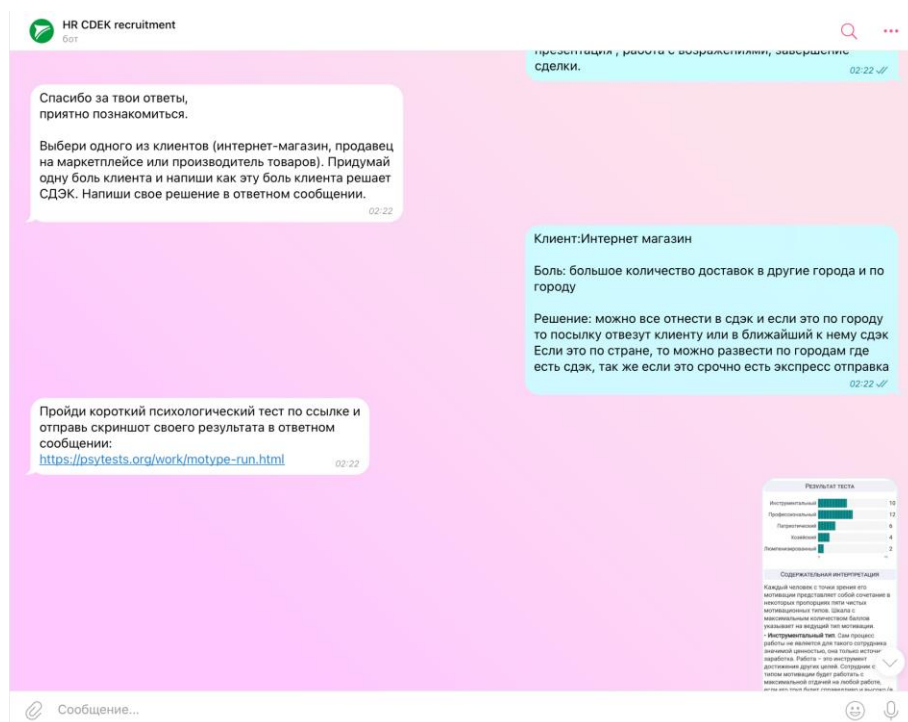 HR CDEK recruitment
бот
презентация , работа с возражениями, завершение
сделки.
02:22
Спасибо за твои ответы,
приятно познакомиться.
Выбери одного из клиентов (интернет-магазин, продавец
на маркетплейсе или производитель товаров). Придумай
одну боль клиента и напиши как эту боль клиента решает
СДЭК. Напиши свое решение в ответном сообщении.
02:22
Клиент:Интернет магазин
Боль: большое количество доставок в другие города и по
городу
Решение: можно все отнести в сдэк и если это по городу
то посылку отвезут клиенту или в ближайший к нему сдэк
Если это по стране, то можно развести по городам где
есть сдэк, так же если это срочно есть экспресс отправка
02:22
Пройди короткий психологический тест по ссылке и
отправь скриншот своего результата в ответном
сообщении:
https://psytests.org/work/motype-run.html
02:22
Результат теста
Инструментальный 10
Профессиональный 12
Патриотический 6
Хозяйский 4
Люмпенизированный 2
Содержательная интерпретация
Каждый человек с точки зрения его
мотивации представляет собой сочетание в
некоторых пропорциях пяти чистых
мотивационных типов. Шкала с
максимальным количеством баллов
указывает на ведущий тип мотивации.
• Инструментальный тип. Сам процесс
работы не является для такого сотрудника
значимой ценностью, она только источник
заработка. Работа – это инструмент
достижения других целей. Сотрудник с
типом мотивации будет работать с
максимальной отдачей на любой работе,
если его труд будет справедливо и высоко (в
Сообщение...